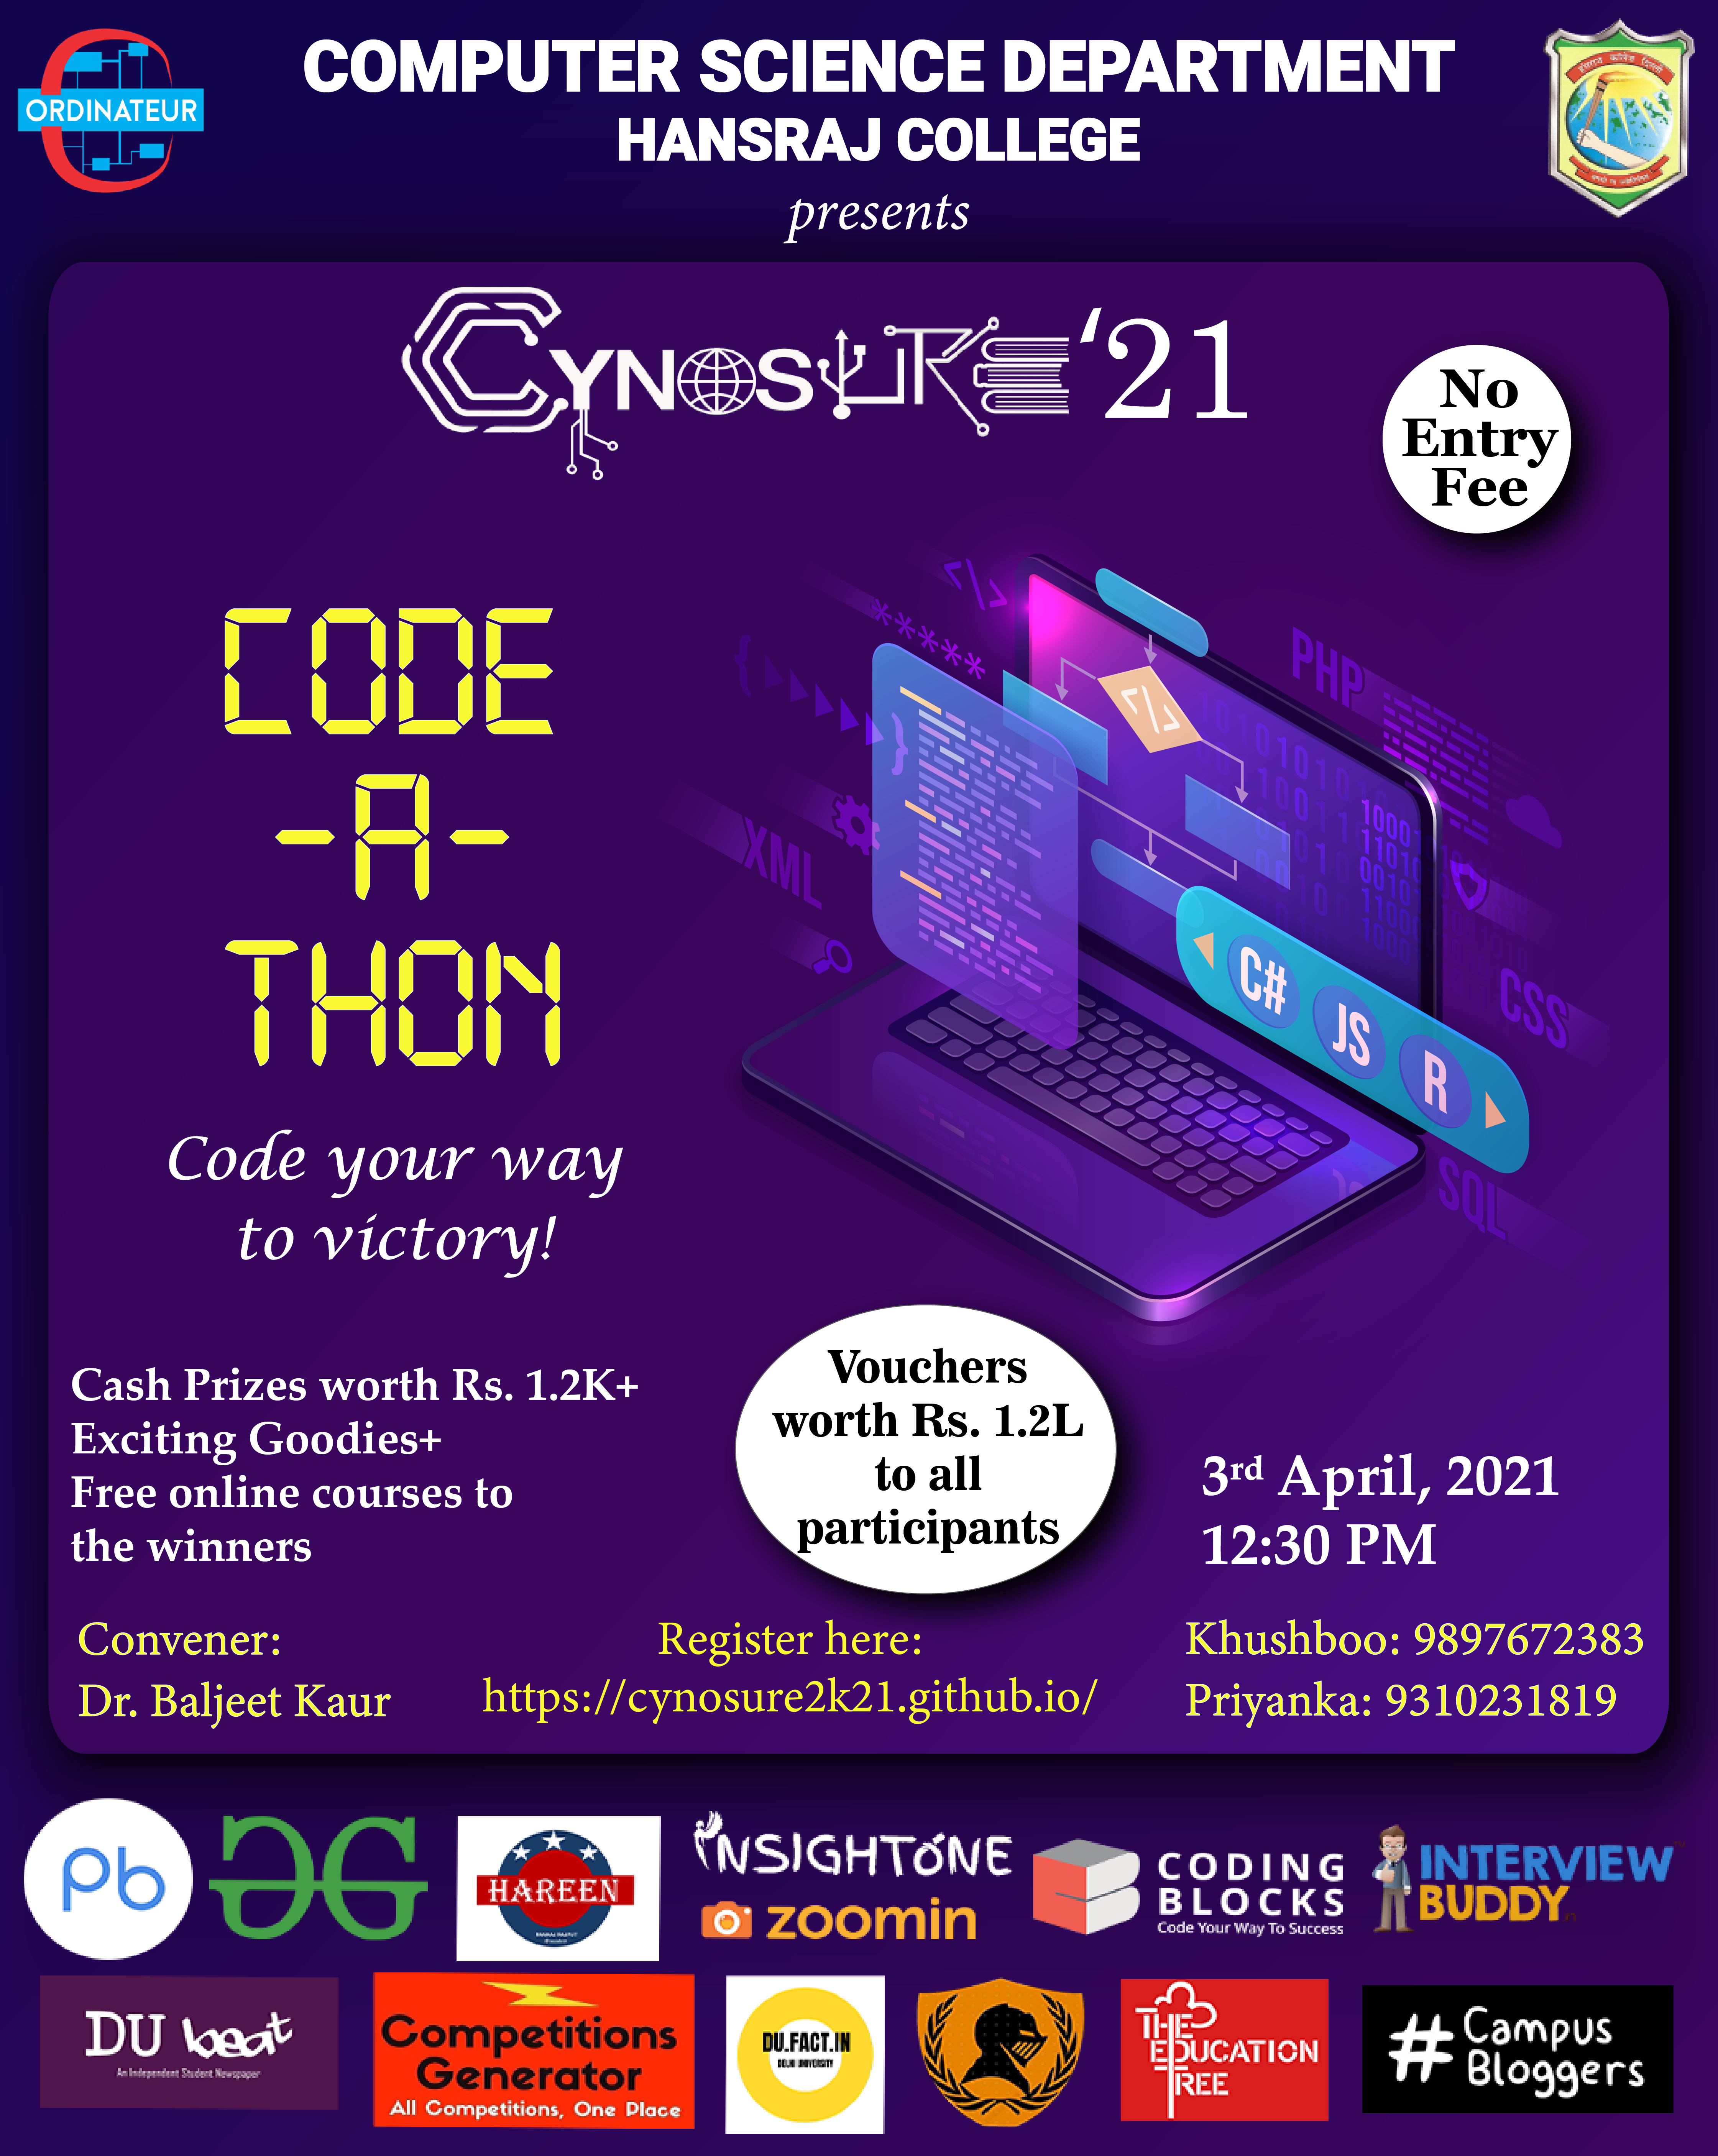 ORDINATEUR
COMPUTER SCIENCE DEPARTMENT
HANSRAJ COLLEGE
presents
CYNOSURE '21
No
Entry
Fee
CODE
-A-
THON
Code your way
to victory!
</>
*****
{
}
</>
PHP
XML
CSS
SQL
C#
JS
R
Cash Prizes worth Rs. 1.2K+
Exciting Goodies+
Free online courses to
the winners
Vouchers
worth Rs. 1.2L
to all
participants
3rd April, 2021
12:30 PM
Convener:
Dr. Baljeet Kaur
Register here:
https://cynosure2k21.github.io/
Khushboo: 9897672383
Priyanka: 9310231819
Pb
GG
HAREEN
INSIGHTONE
zoomin
CODING
BLOCKS
Code Your Way To Success
INTERVIEW
BUDDY
DU beat
An Independent Student Newspaper
Competitions
Generator
All Competitions, One Place
DU.FACT.IN
DELHI UNIVERSITY
THE
EDUCATION
TREE
# Campus
Bloggers